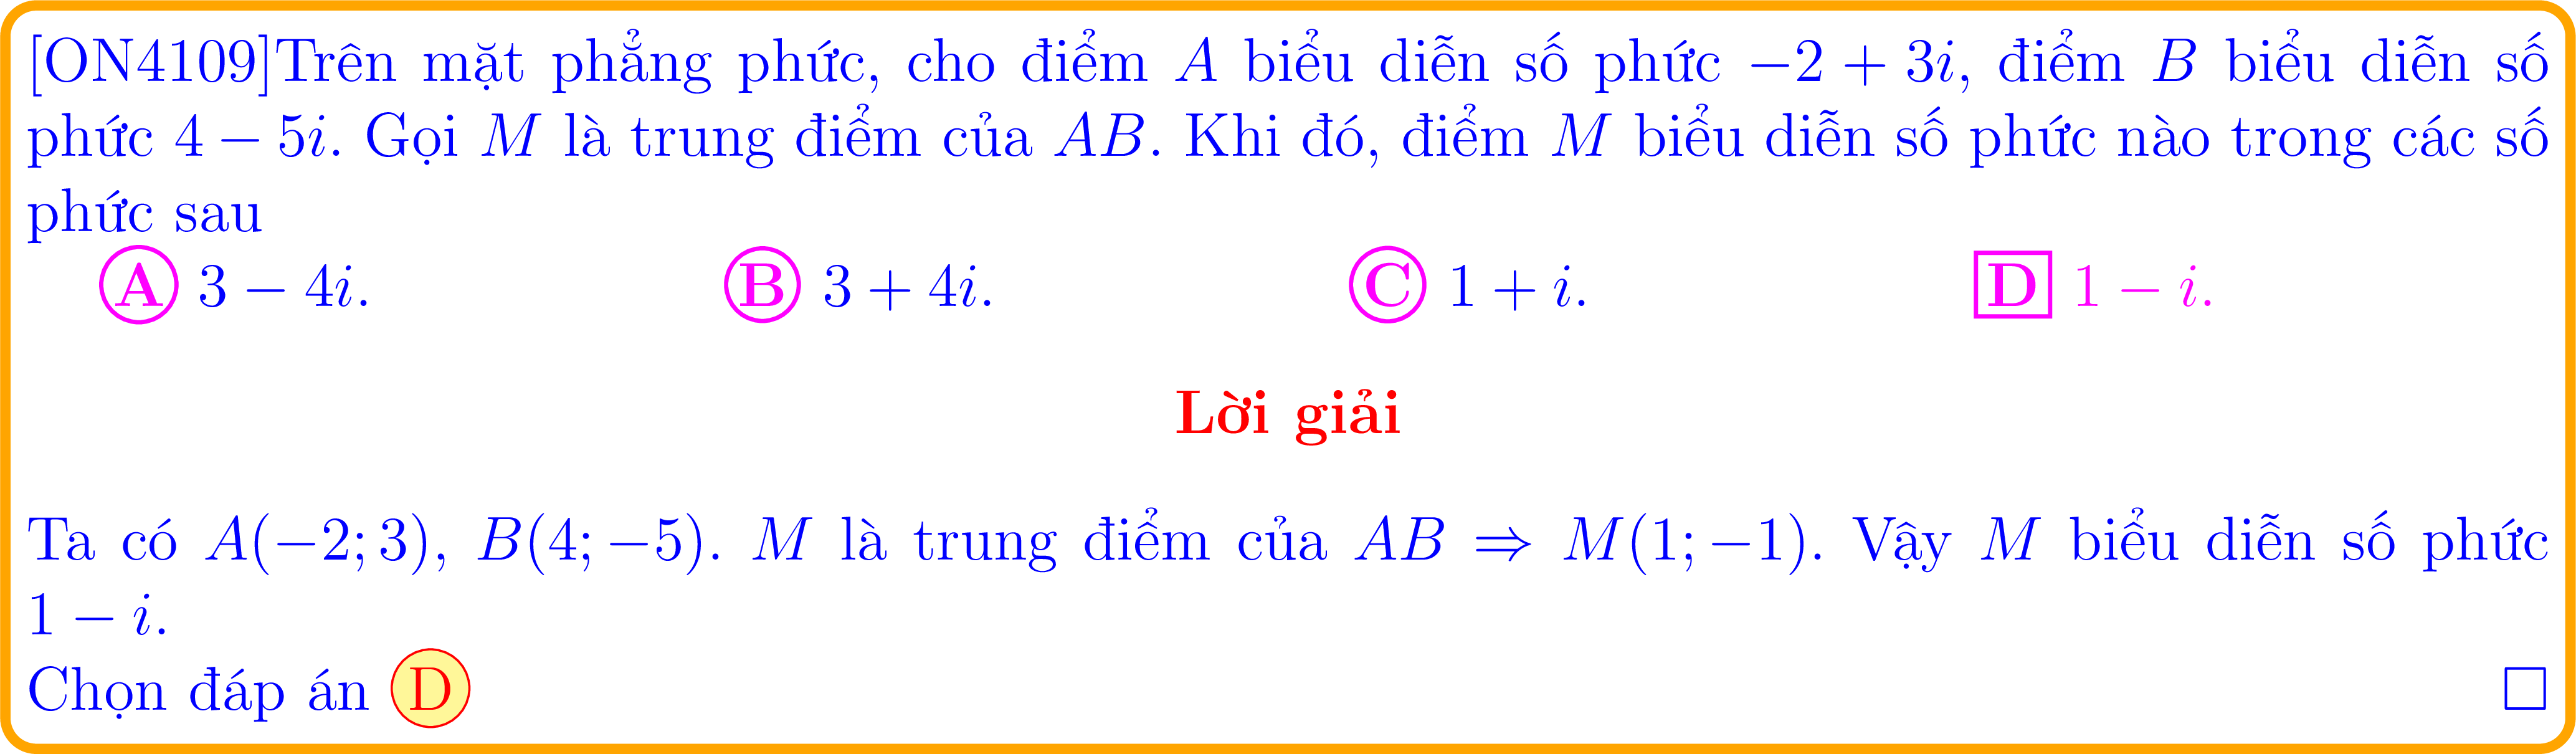 [ON4109]Trên mặt phẳng phức, cho điểm A biểu diễn số phức −2 + 3i, điểm B biểu diễn số
phức 4 − 5i. Gọi M là trung điểm của AB. Khi đó, điểm M biểu diễn số phức nào trong các số
phức sau
A 3 − 4i. B 3 + 4i. C 1 + i. D 1 − i.
Lời giải
Ta có A(−2; 3), B(4; −5). M là trung điểm của AB ⇒ M(1; −1). Vậy M biểu diễn số phức
1 − i.
Chọn đáp án D □